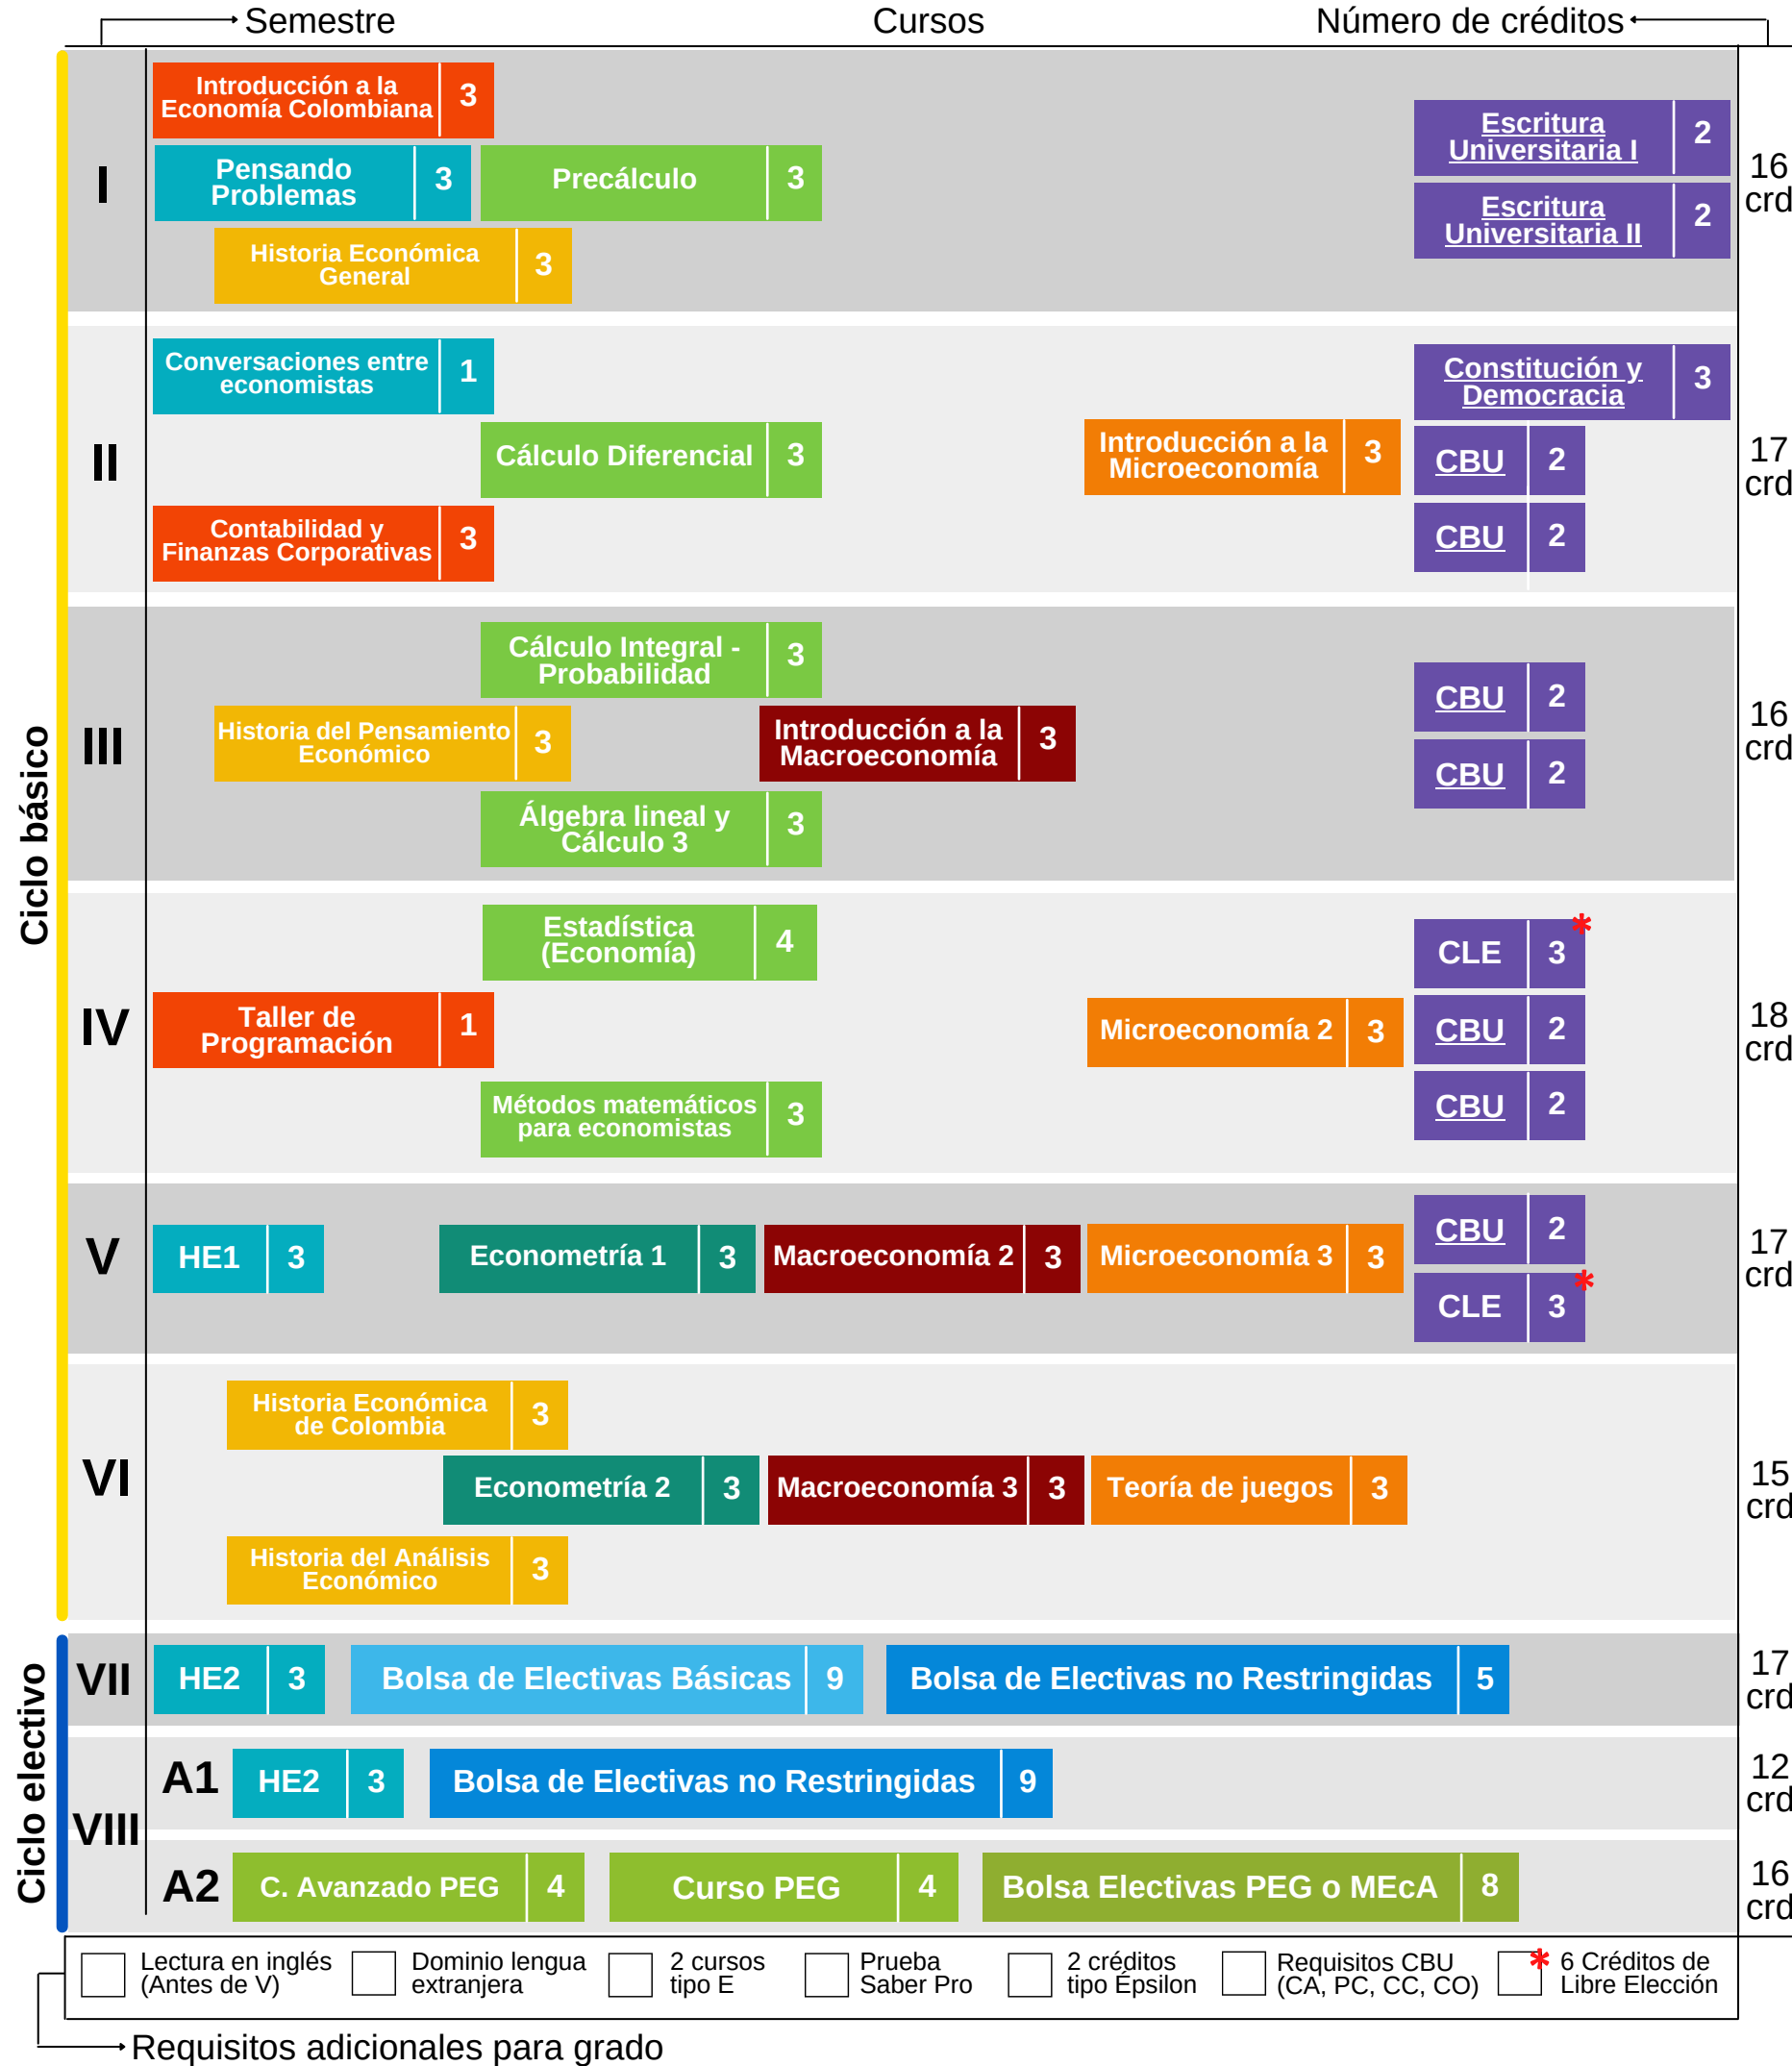 Semestre
Cursos
Número de créditos
Ciclo básico
I
Introducción a la
Economía Colombiana
3
Pensando
Problemas
3
Precálculo
3
Historia Económica
General
3
Escritura
Universitaria I
2
Escritura
Universitaria II
2
16
crd
II
Conversaciones entre
economistas
1
Cálculo Diferencial
3
Contabilidad y
Finanzas Corporativas
3
Introducción a la
Microeconomía
3
Constitución y
Democracia
3
CBU
2
CBU
2
17
crd
III
Cálculo Integral -
Probabilidad
3
Historia del Pensamiento
Económico
3
Introducción a la
Macroeconomía
3
Álgebra lineal y
Cálculo 3
3
CBU
2
CBU
2
16
crd
IV
Estadística
(Economía)
4
Taller de
Programación
1
Métodos matemáticos
para economistas
3
Microeconomía 2
3
CLE
3
*
CBU
2
CBU
2
18
crd
V
HE1
3
Econometría 1
3
Macroeconomía 2
3
Microeconomía 3
3
CBU
2
CLE
3
*
17
crd
VI
Historia Económica
de Colombia
3
Econometría 2
3
Macroeconomía 3
3
Teoría de juegos
3
Historia del Análisis
Económico
3
15
crd
Ciclo electivo
VII
HE2
3
Bolsa de Electivas Básicas
9
Bolsa de Electivas no Restringidas
5
17
crd
VIII
A1
HE2
3
Bolsa de Electivas no Restringidas
9
12
crd
A2
C. Avanzado PEG
4
Curso PEG
4
Bolsa Electivas PEG o MEcA
8
16
crd
Lectura en inglés
(Antes de V)
Dominio lengua
extranjera
2 cursos
tipo E
Prueba
Saber Pro
2 créditos
tipo Épsilon
Requisitos CBU
(CA, PC, CC, CO)
* 6 Créditos de
Libre Elección
Requisitos adicionales para grado